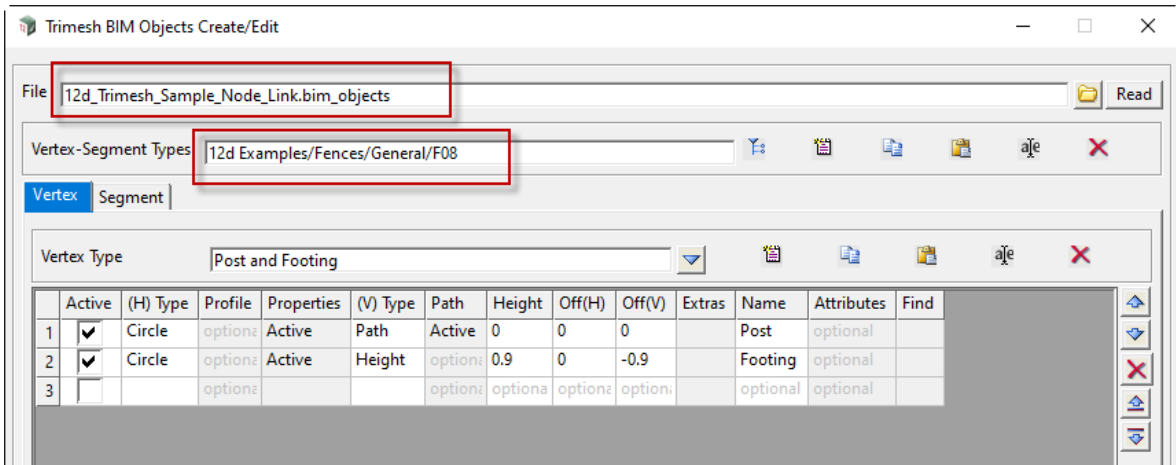 Trimesh BIM Objects Create/Edit
File 12d_Trimesh_Sample_Node_Link.bim_objects Read
Vertex-Segment Types 12d Examples/Fences/General/F08
Vertex Segment
Vertex Type Post and Footing
Active (H) Type Profile Properties (V) Type Path Height Off(H) Off(V) Extras Name Attributes Find
1 Circle optiona Active Path Active 0 0 0 Post optional
2 Circle optiona Active Height optiona 0.9 0 -0.9 Footing optional
3 optiona optiona optiona optiona option optional optional